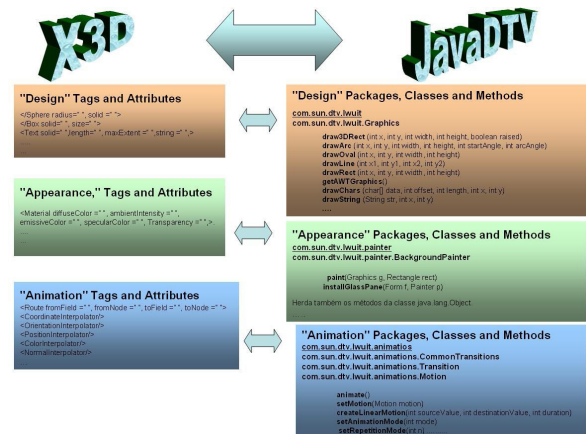 X3D
JavaDTV
"Design" Tags and Attributes
</Sphere radius=" ", solid =" ">
</Box solid=" ", size=" ">
<Text solid=" ",length=" ", maxExtent =" ",string =" ",>
....
....
"Design" Packages, Classes and Methods
com.sun.dtv.lwuit
com.sun.dtv.lwuit.Graphics
draw3DRect (int x, int y, int width, int height, boolean raised)
drawArc (int x, int y, width, int height, int startAngle, int arcAngle)
drawOval (int x, int y, int width, int height)
drawLine (int x1, int y1, int x2, int y2)
drawRect (int x, int y, int width, int height)
getAWTGraphics()
drawChars (char[] data, int offset, int length, int x, int y)
drawString (String str, int x, int y)
....
"Appearance," Tags and Attributes
<Material diffuseColor =" ", ambientIntensity =" ",
emissiveColor =" ", specularColor =" ", Transparency =" ",>
...
...
"Appearance" Packages, Classes and Methods
com.sun.dtv.lwuit.painter
com.sun.dtv.lwuit.painter.BackgroundPainter
paint(Graphics g, Rectangle rect)
installGlassPane(Form f, Painter p)
Herda também os métodos da classe java.lang.Object
......
"Animation" Tags and Attributes
<Route fromField =" ", fromNode =" ", toField =" ", toNode =" ">
<CoordinateInterpolator/>
<OrientationInterpolator/>
<PositionInterpolator/>
<ColorInterpolator/>
<NormalInterpolator/>
....
"Animation" Packages, Classes and Methods
com.sun.dtv.lwuit.animatios
com.sun.dtv.lwuit.animations.CommonTransitions
com.sun.dtv.lwuit.animations.Transition
com.sun.dtv.lwuit.animations.Motion
animate()
setMotion(Motion motion)
createLinearMotion(int sourceValue, int destinationValue, int duration)
setAnimationMode(int mode)
setRepetitionMode(int n) .........